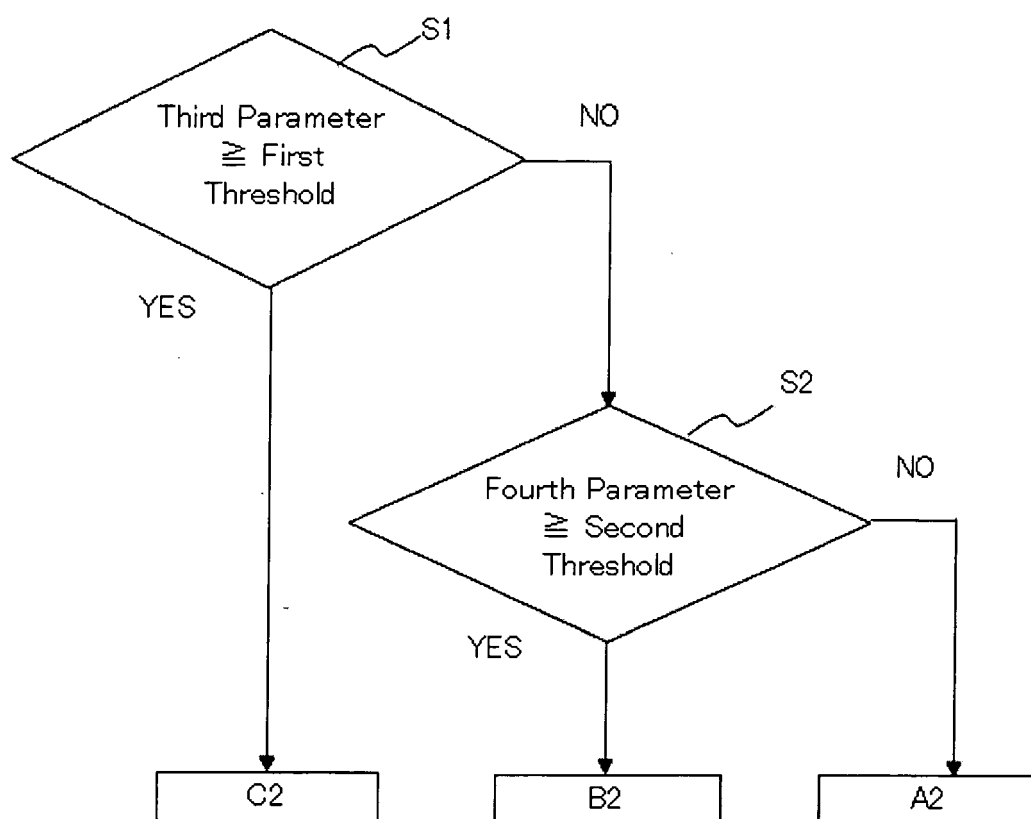 S1
Third Parameter
≧ First
Threshold
NO
YES
S2
Fourth Parameter
≧ Second
Threshold
NO
YES
C2
B2
A2